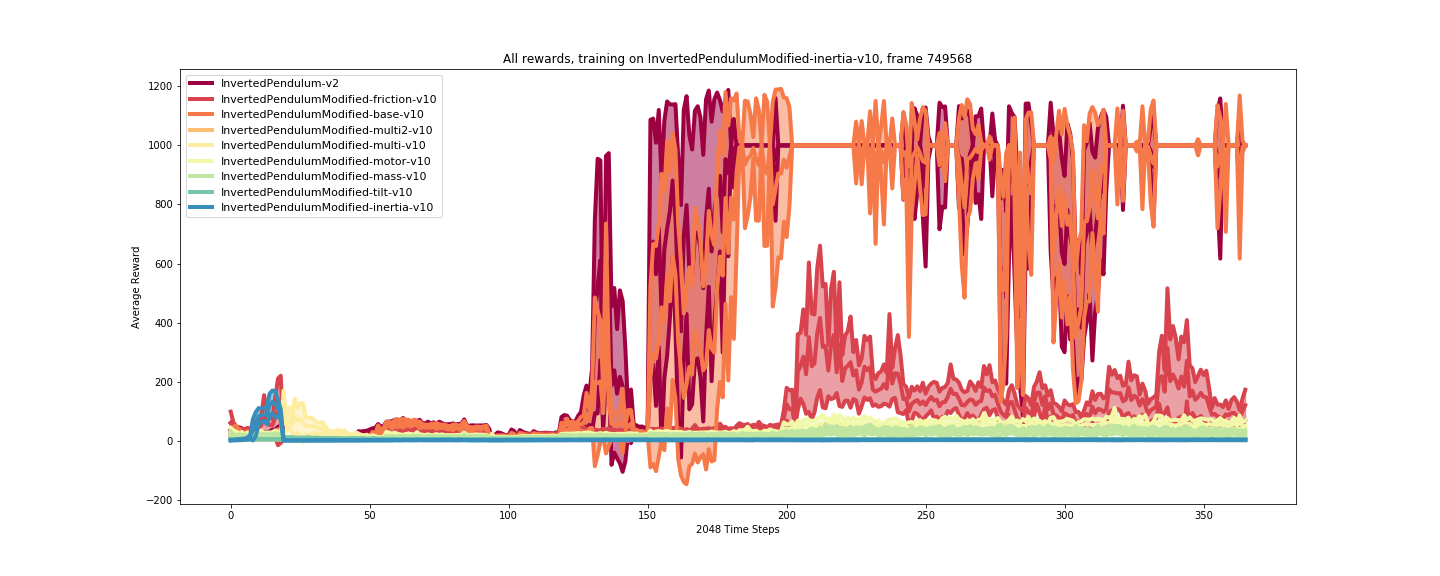 All rewards, training on InvertedPendulumModified-inertia-v10, frame 749568
1200
1000
800
600
400
200
0
−200
Average Reward
InvertedPendulum-v2
InvertedPendulumModified-friction-v10
InvertedPendulumModified-base-v10
InvertedPendulumModified-multi2-v10
InvertedPendulumModified-multi-v10
InvertedPendulumModified-motor-v10
InvertedPendulumModified-mass-v10
InvertedPendulumModified-tilt-v10
InvertedPendulumModified-inertia-v10
0 50 100 150 200 250 300 350
2048 Time Steps